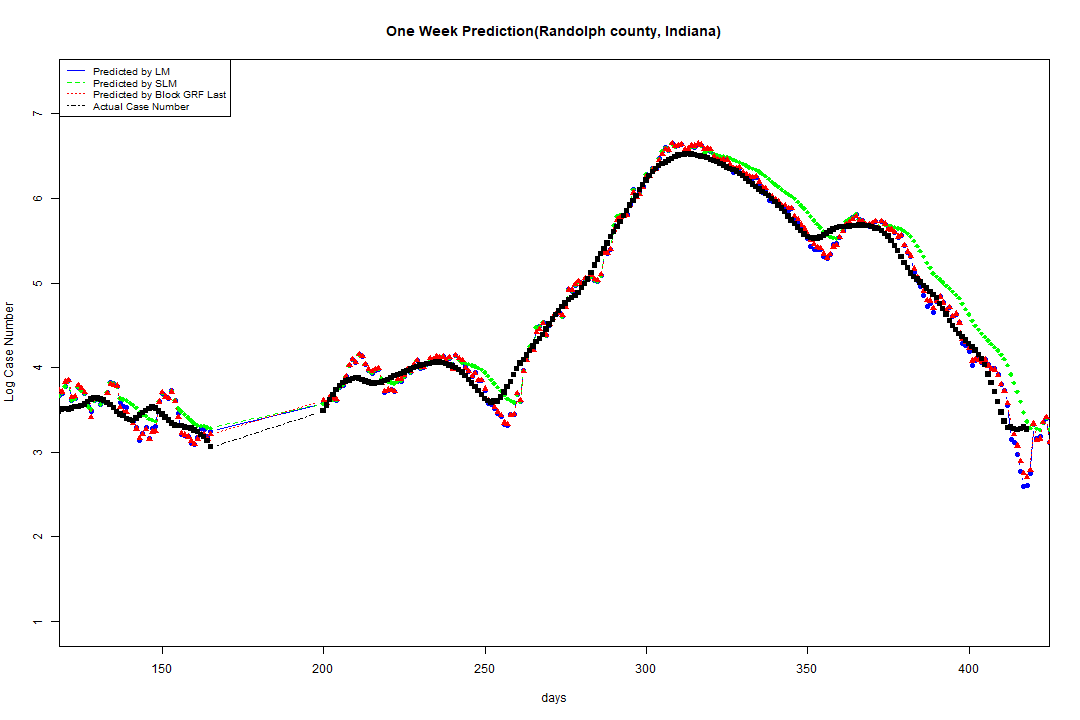 One Week Prediction(Randolph county, Indiana)
Predicted by LM
Predicted by SLM
Predicted by Block GRF Last
Actual Case Number
Log Case Number
7
6
5
4
3
2
1
150 200 250 300 350 400
days